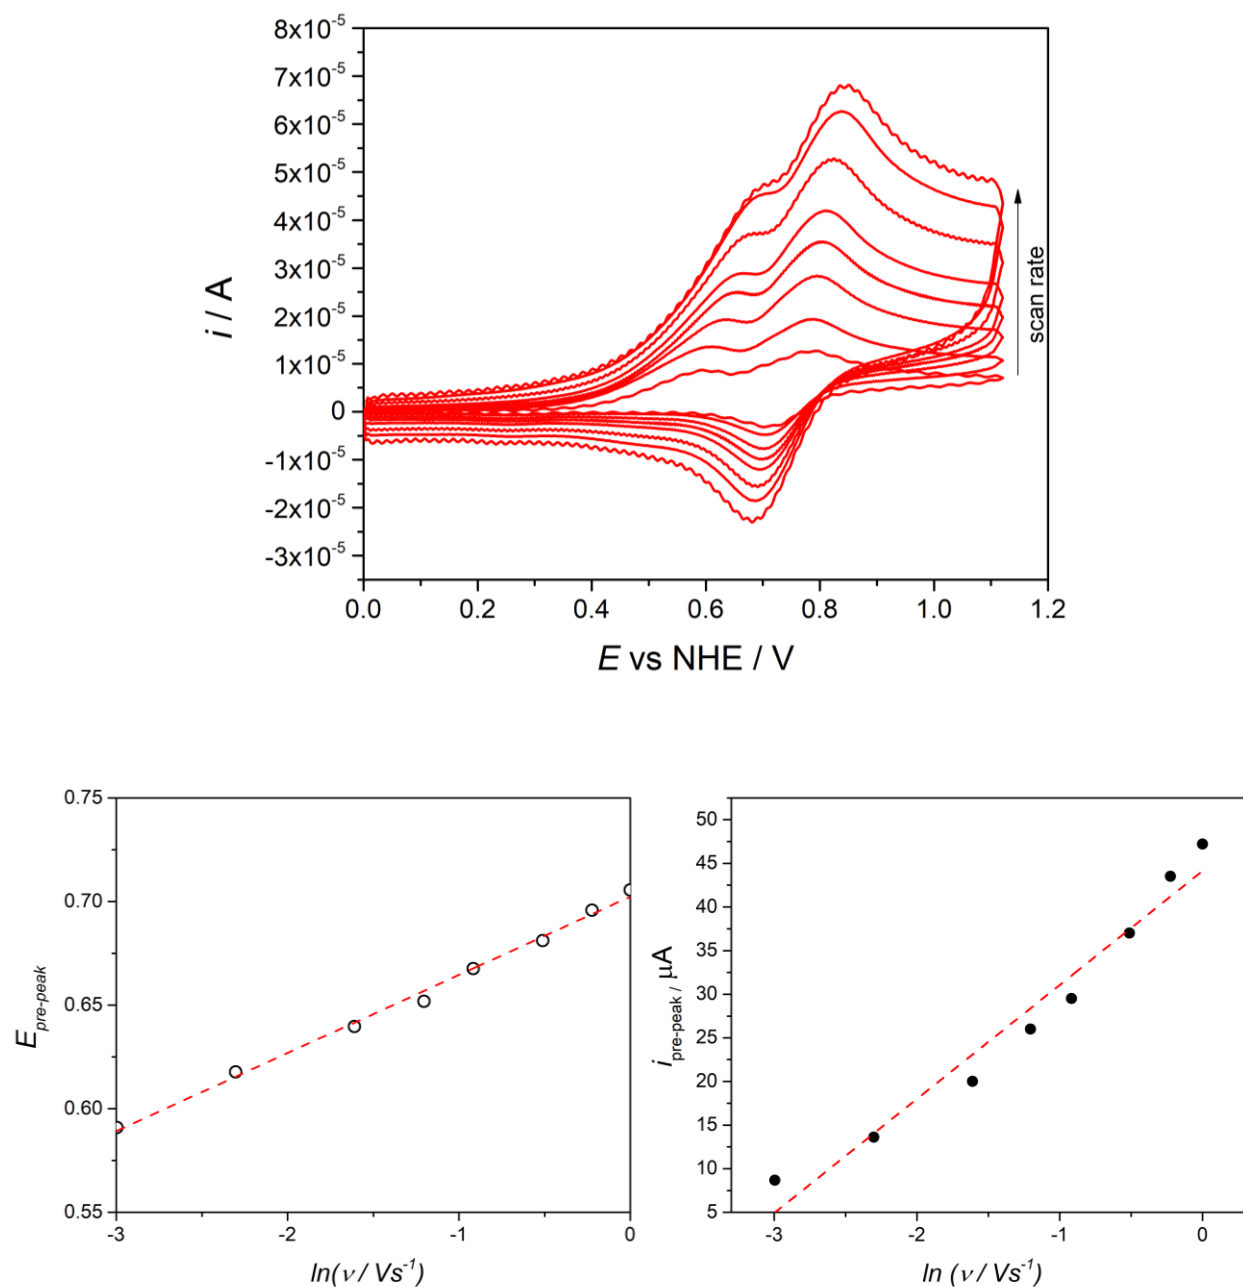 8x10⁻⁵
7x10⁻⁵
6x10⁻⁵
5x10⁻⁵
4x10⁻⁵
3x10⁻⁵
2x10⁻⁵
1x10⁻⁵
0
-1x10⁻⁵
-2x10⁻⁵
-3x10⁻⁵
i / A
scan rate
0.0 0.2 0.4 0.6 0.8 1.0 1.2
E vs NHE / V
0.75
0.70
0.65
0.60
0.55
E pre-peak
-3 -2 -1 0
ln(ν / Vs⁻¹)
50
45
40
35
30
25
20
15
10
5
i pre-peak / µA
-3 -2 -1 0
ln (ν / Vs⁻¹)